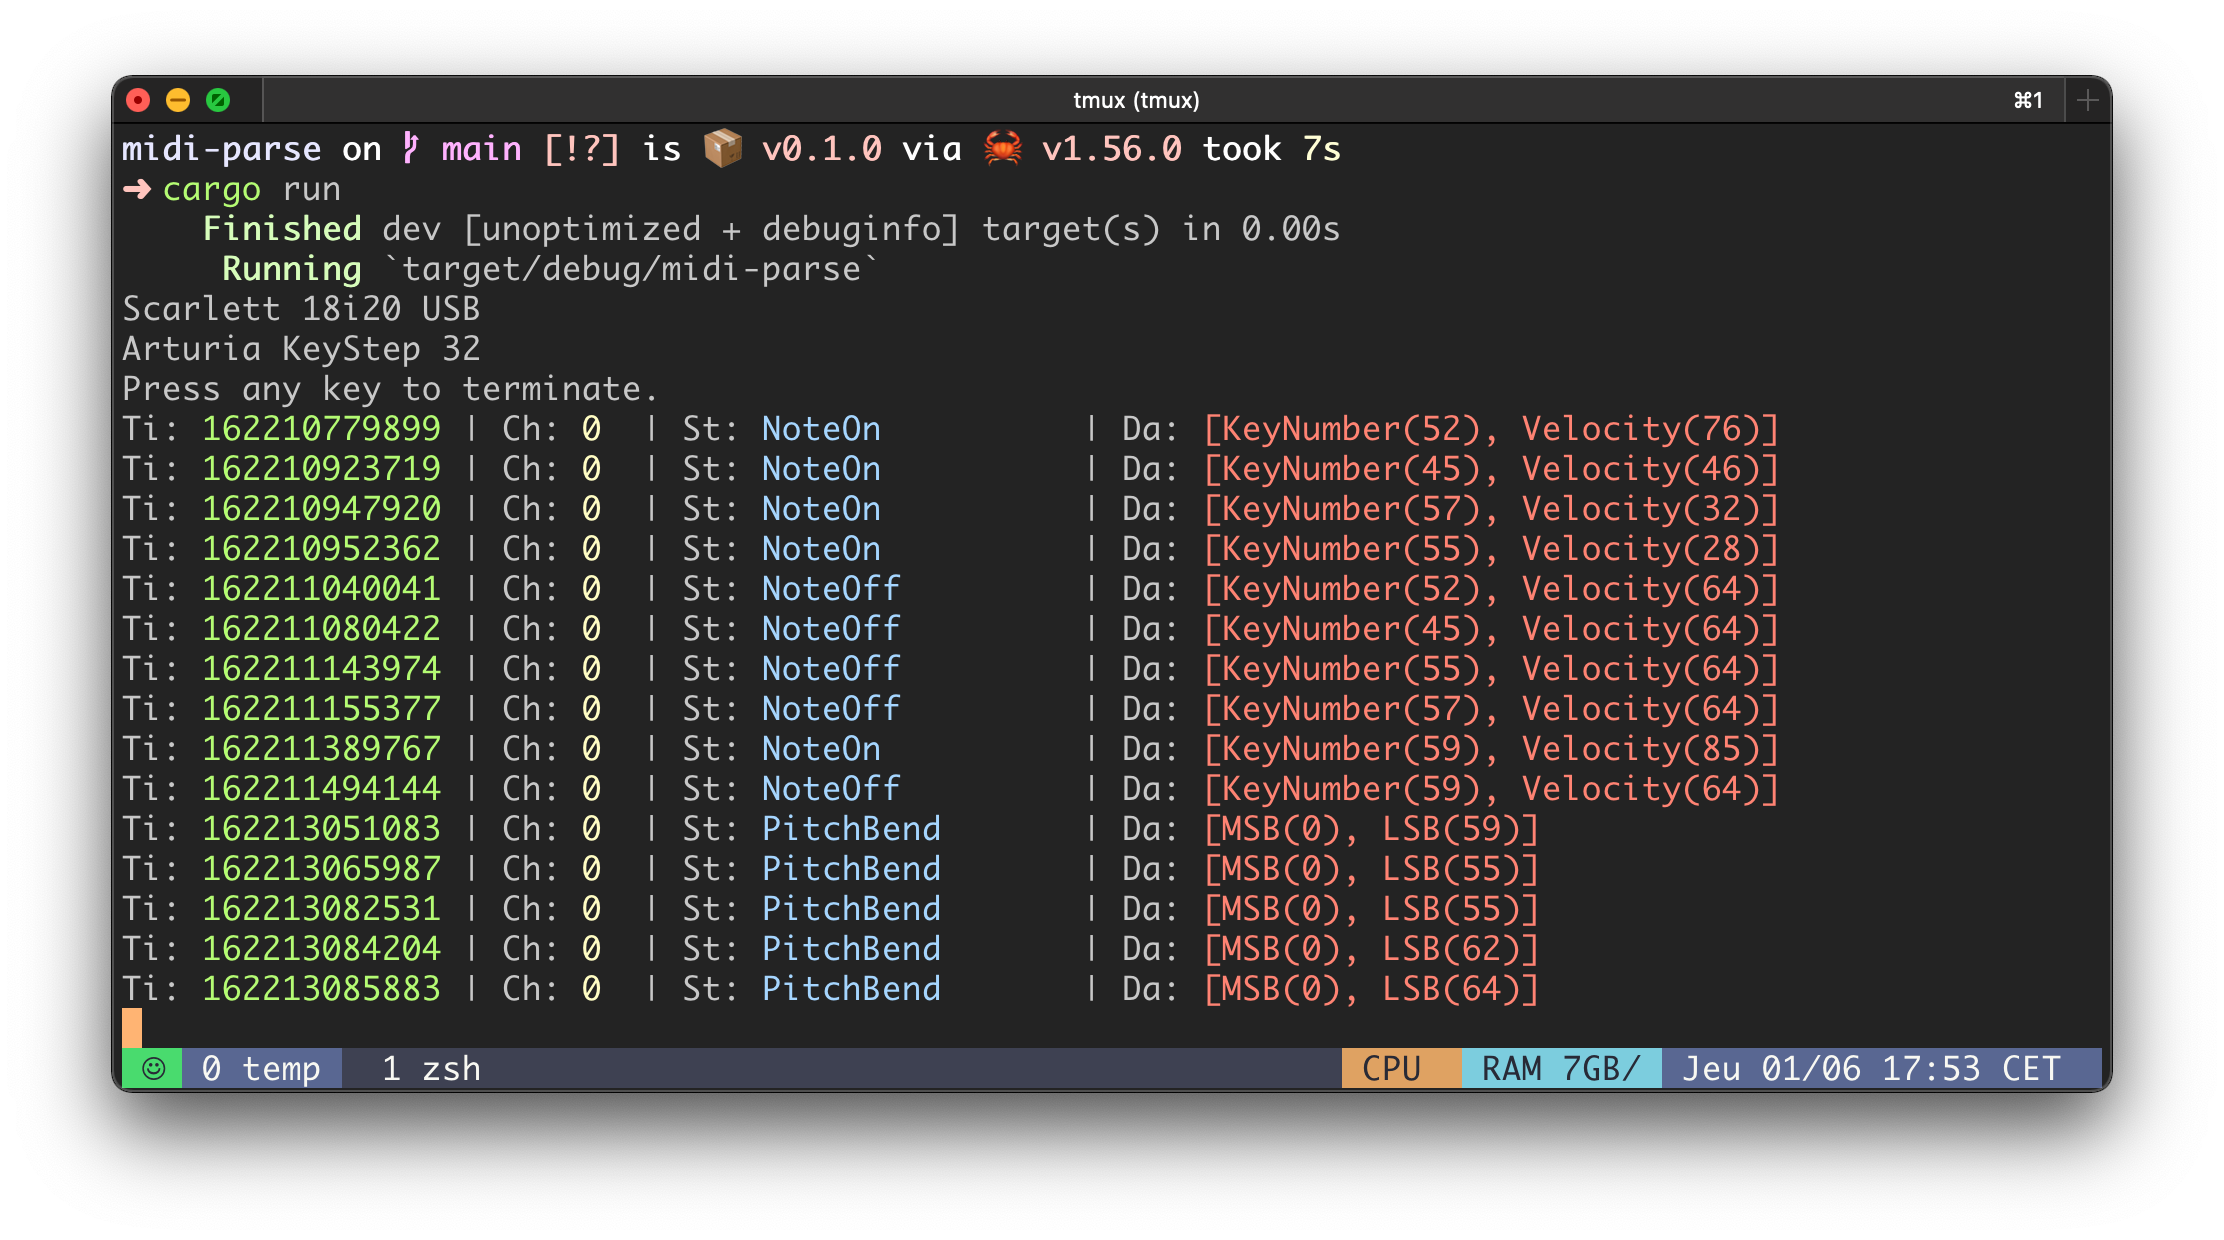 tmux (tmux) ⌘1
midi-parse on main [!?] is 📦 v0.1.0 via 🦀 v1.56.0 took 7s
➜ cargo run
Finished dev [unoptimized + debuginfo] target(s) in 0.00s
Running `target/debug/midi-parse`
Scarlett 18i20 USB
Arturia KeyStep 32
Press any key to terminate.
Ti: 162210779899 | Ch: 0 | St: NoteOn | Da: [KeyNumber(52), Velocity(76)]
Ti: 162210923719 | Ch: 0 | St: NoteOn | Da: [KeyNumber(45), Velocity(46)]
Ti: 162210947920 | Ch: 0 | St: NoteOn | Da: [KeyNumber(57), Velocity(32)]
Ti: 162210952362 | Ch: 0 | St: NoteOn | Da: [KeyNumber(55), Velocity(28)]
Ti: 162211040041 | Ch: 0 | St: NoteOff | Da: [KeyNumber(52), Velocity(64)]
Ti: 162211080422 | Ch: 0 | St: NoteOff | Da: [KeyNumber(45), Velocity(64)]
Ti: 162211143974 | Ch: 0 | St: NoteOff | Da: [KeyNumber(55), Velocity(64)]
Ti: 162211155377 | Ch: 0 | St: NoteOff | Da: [KeyNumber(57), Velocity(64)]
Ti: 162211389767 | Ch: 0 | St: NoteOn | Da: [KeyNumber(59), Velocity(85)]
Ti: 162211494144 | Ch: 0 | St: NoteOff | Da: [KeyNumber(59), Velocity(64)]
Ti: 162213051083 | Ch: 0 | St: PitchBend | Da: [MSB(0), LSB(59)]
Ti: 162213065987 | Ch: 0 | St: PitchBend | Da: [MSB(0), LSB(55)]
Ti: 162213082531 | Ch: 0 | St: PitchBend | Da: [MSB(0), LSB(55)]
Ti: 162213084204 | Ch: 0 | St: PitchBend | Da: [MSB(0), LSB(62)]
Ti: 162213085883 | Ch: 0 | St: PitchBend | Da: [MSB(0), LSB(64)]
☺ 0 temp 1 zsh CPU RAM 7GB/ Jeu 01/06 17:53 CET